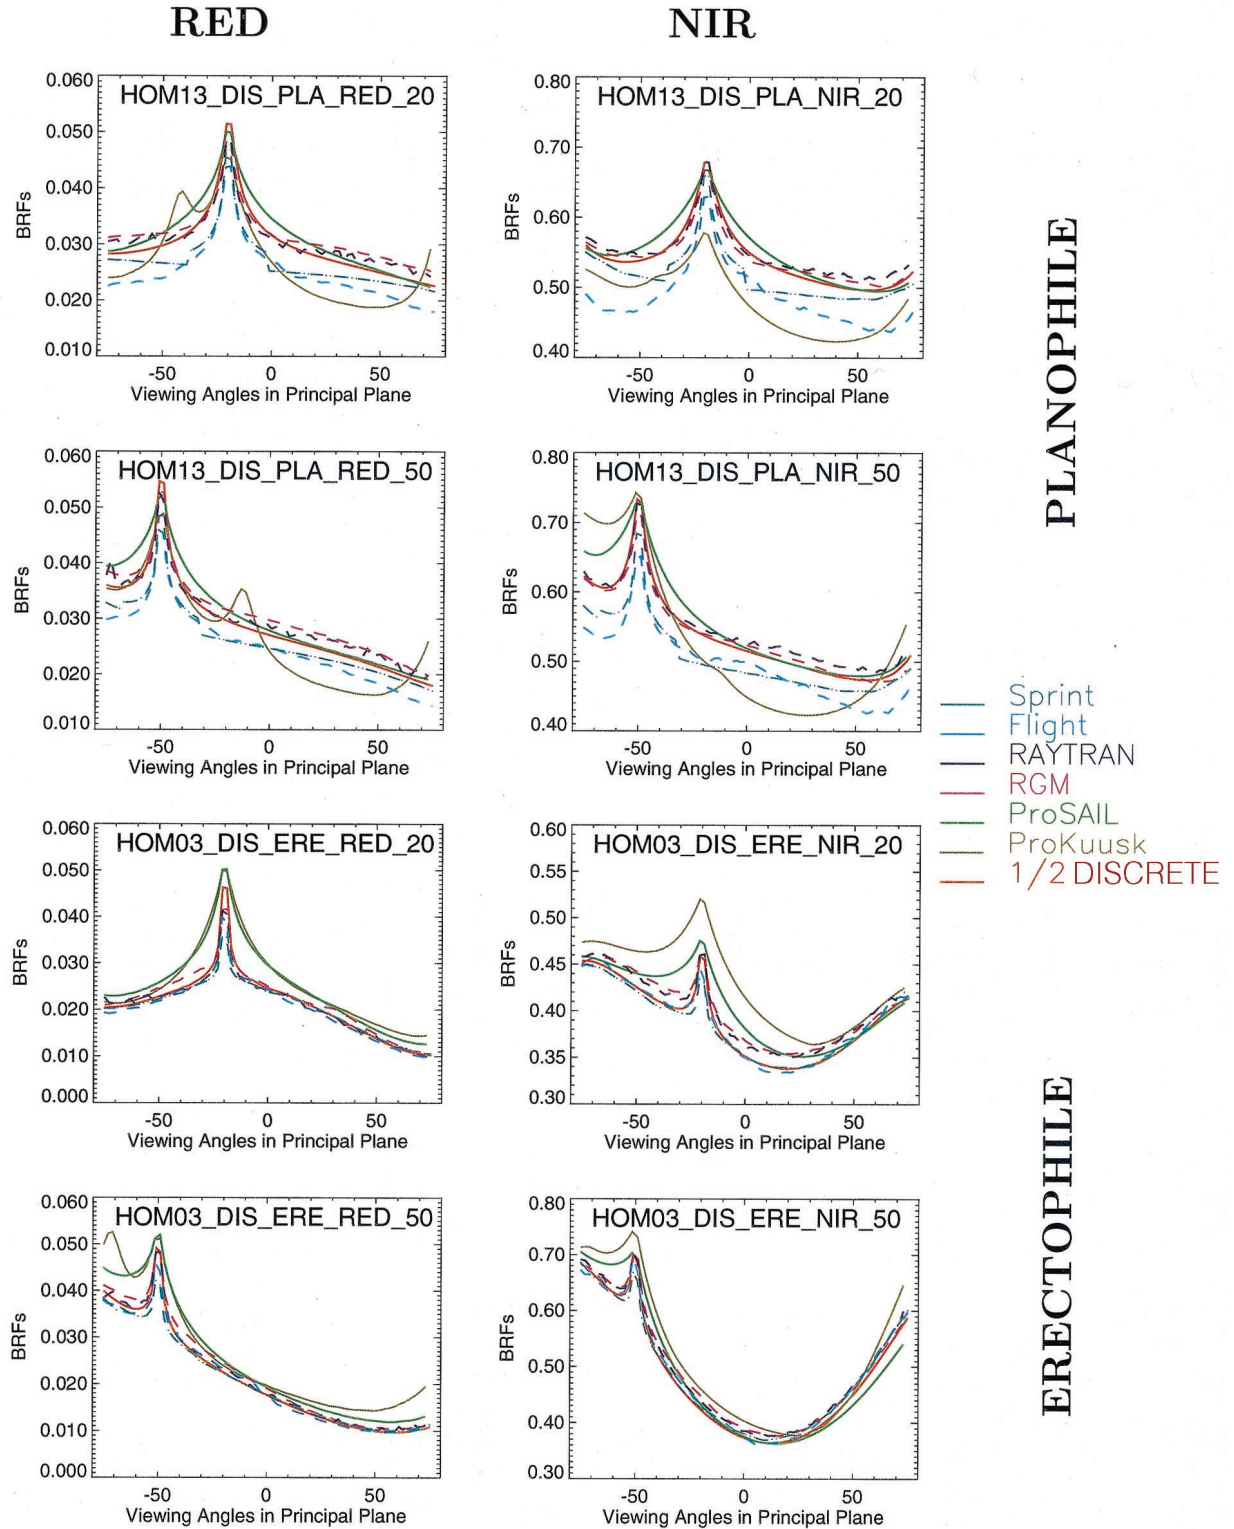 RED
NIR
HOM13_DIS_PLA_RED_20
0.060
0.050
0.040
0.030
0.020
0.010
BRFs
-50 0 50
Viewing Angles in Principal Plane
HOM13_DIS_PLA_NIR_20
0.80
0.70
0.60
0.50
0.40
BRFs
-50 0 50
Viewing Angles in Principal Plane
HOM13_DIS_PLA_RED_50
0.060
0.050
0.040
0.030
0.020
0.010
BRFs
-50 0 50
Viewing Angles in Principal Plane
HOM13_DIS_PLA_NIR_50
0.80
0.70
0.60
0.50
0.40
BRFs
-50 0 50
Viewing Angles in Principal Plane
PLANOPHILE
Sprint
Flight
RAYTRAN
RGM
ProSAIL
ProKuusk
1/2 DISCRETE
HOM03_DIS_ERE_RED_20
0.060
0.050
0.040
0.030
0.020
0.010
0.000
BRFs
-50 0 50
Viewing Angles in Principal Plane
HOM03_DIS_ERE_NIR_20
0.60
0.55
0.50
0.45
0.40
0.35
0.30
BRFs
-50 0 50
Viewing Angles in Principal Plane
HOM03_DIS_ERE_RED_50
0.060
0.050
0.040
0.030
0.020
0.010
0.000
BRFs
-50 0 50
Viewing Angles in Principal Plane
HOM03_DIS_ERE_NIR_50
0.80
0.70
0.60
0.50
0.40
0.30
BRFs
-50 0 50
Viewing Angles in Principal Plane
ERECTOPHILE